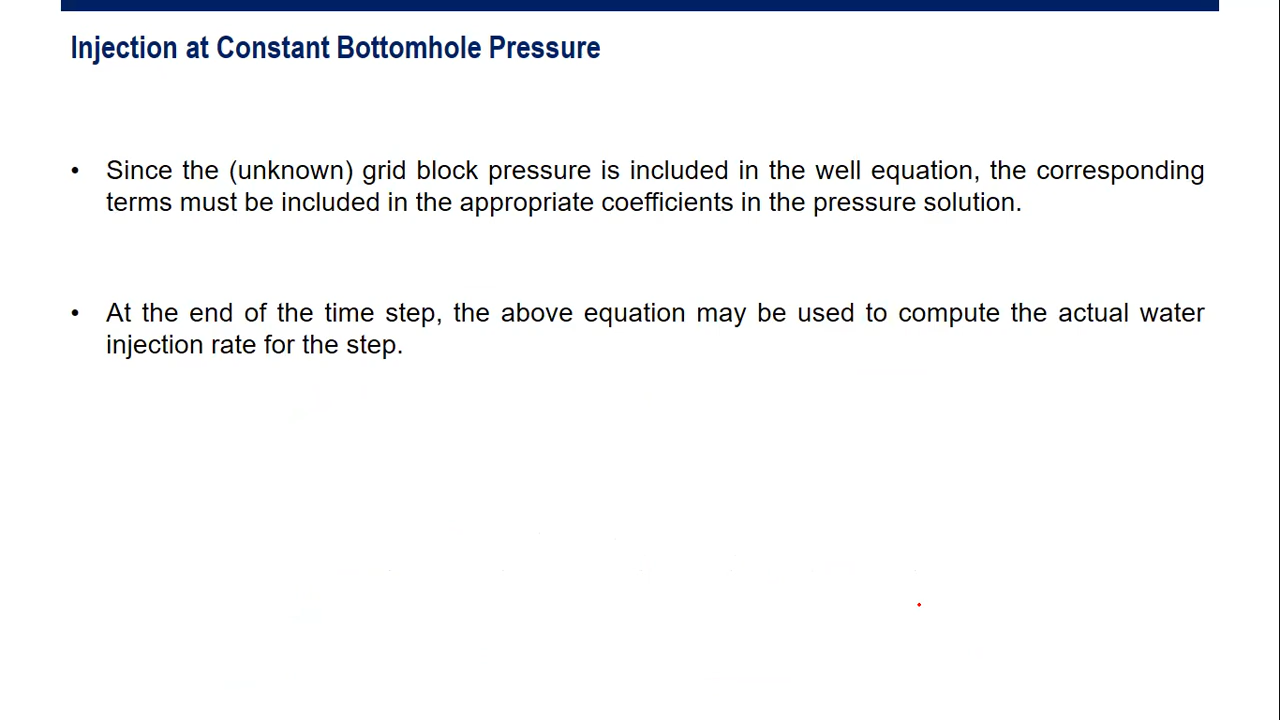 Injection at Constant Bottomhole Pressure
• Since the (unknown) grid block pressure is included in the well equation, the corresponding
terms must be included in the appropriate coefficients in the pressure solution.
• At the end of the time step, the above equation may be used to compute the actual water
injection rate for the step.